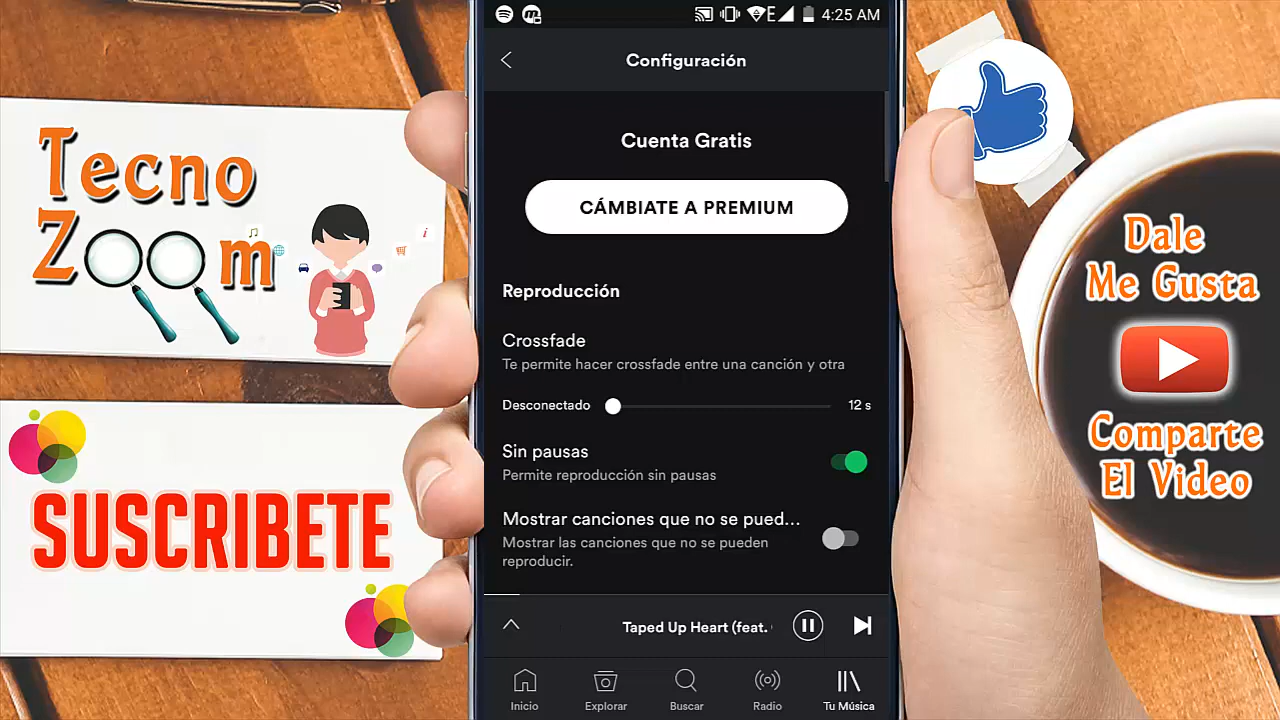 Tecno
Zoom
SUSCRIBETE
4:25 AM
Configuración
Cuenta Gratis
CÁMBIATE A PREMIUM
Reproducción
Crossfade
Te permite hacer crossfade entre una canción y otra
Desconectado 12 s
Sin pausas
Permite reproducción sin pausas
Mostrar canciones que no se pued...
Mostrar las canciones que no se pueden
reproducir.
Taped Up Heart (feat.
Inicio Explorar Buscar Radio Tu Música
Dale
Me Gusta
Comparte
El Video